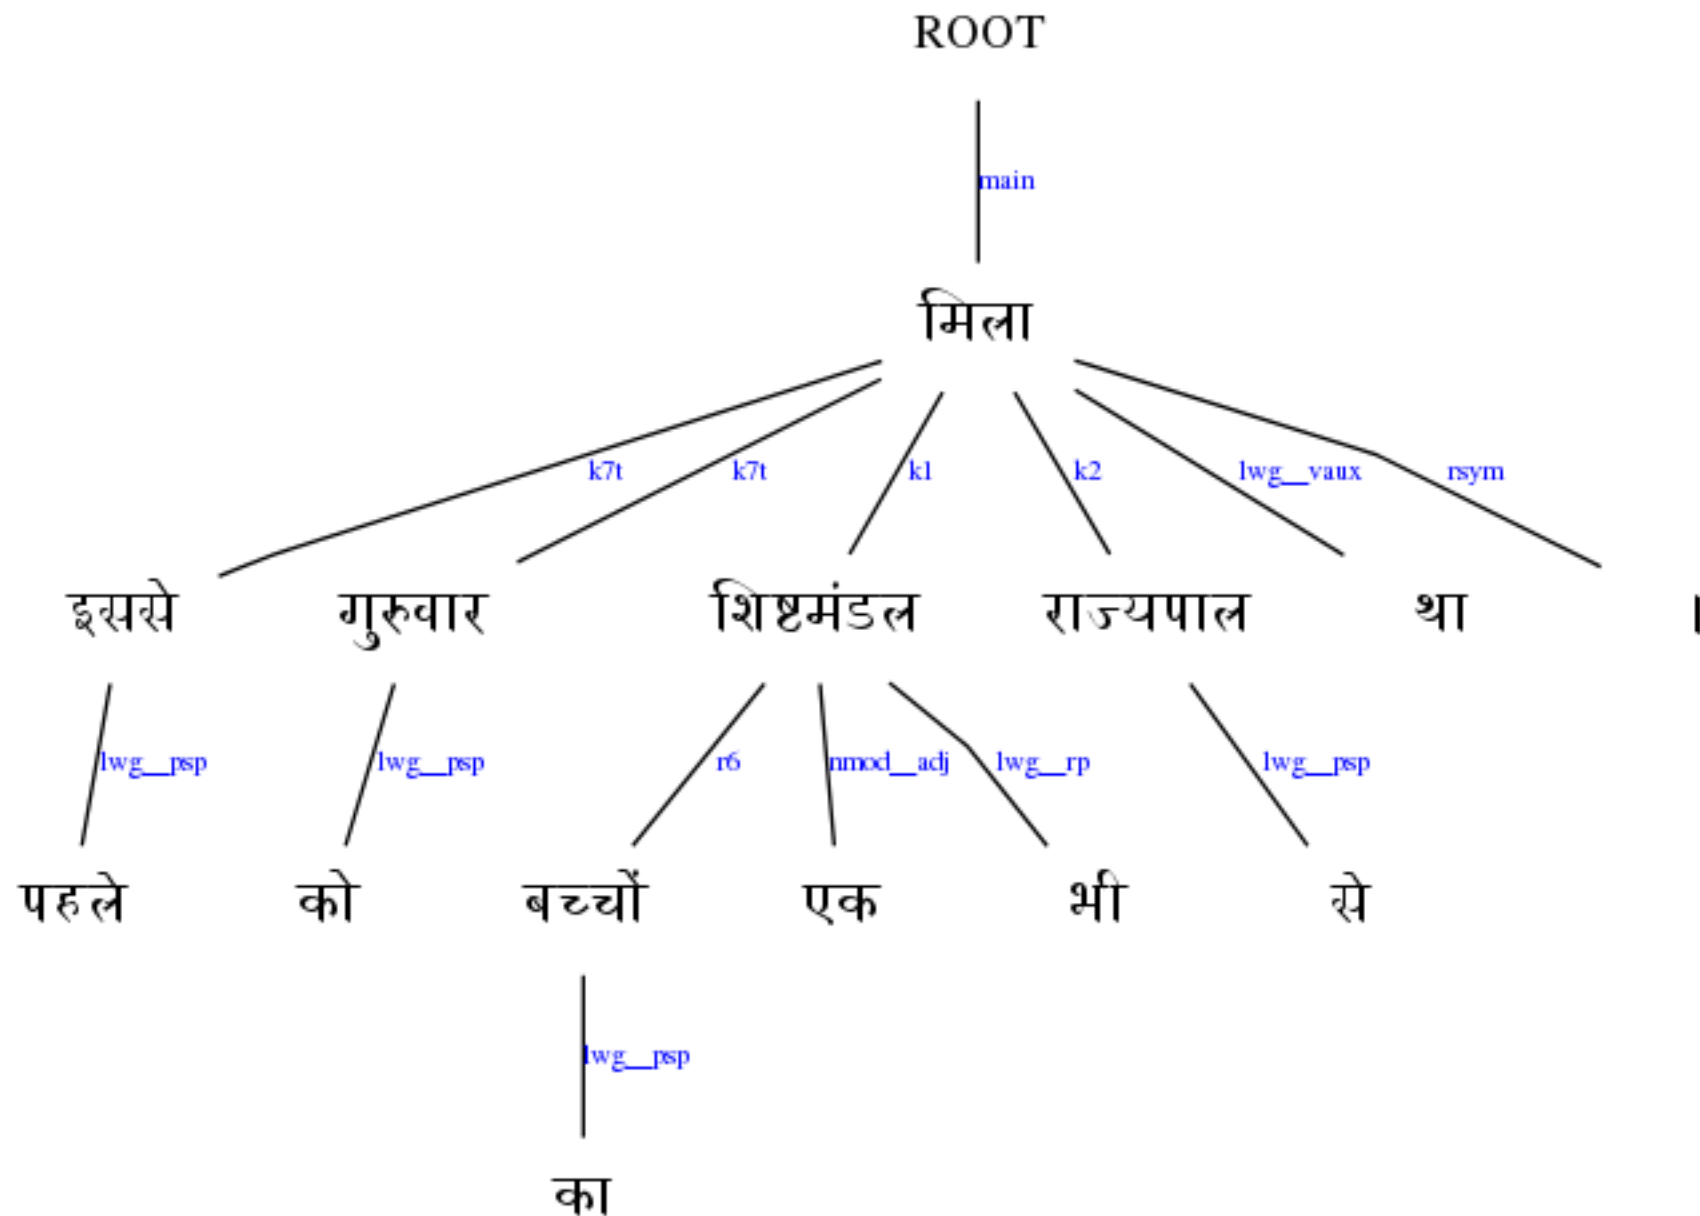 ROOT
main
मिला
k7t k7t k1 k2 lwg__vaux rsym
इससे गुरुवार शिष्टमंडल राज्यपाल था ।
lwg__psp lwg__psp r6 nmod__adj lwg__rp lwg__psp
पहले को बच्चों एक भी से
lwg__psp
का